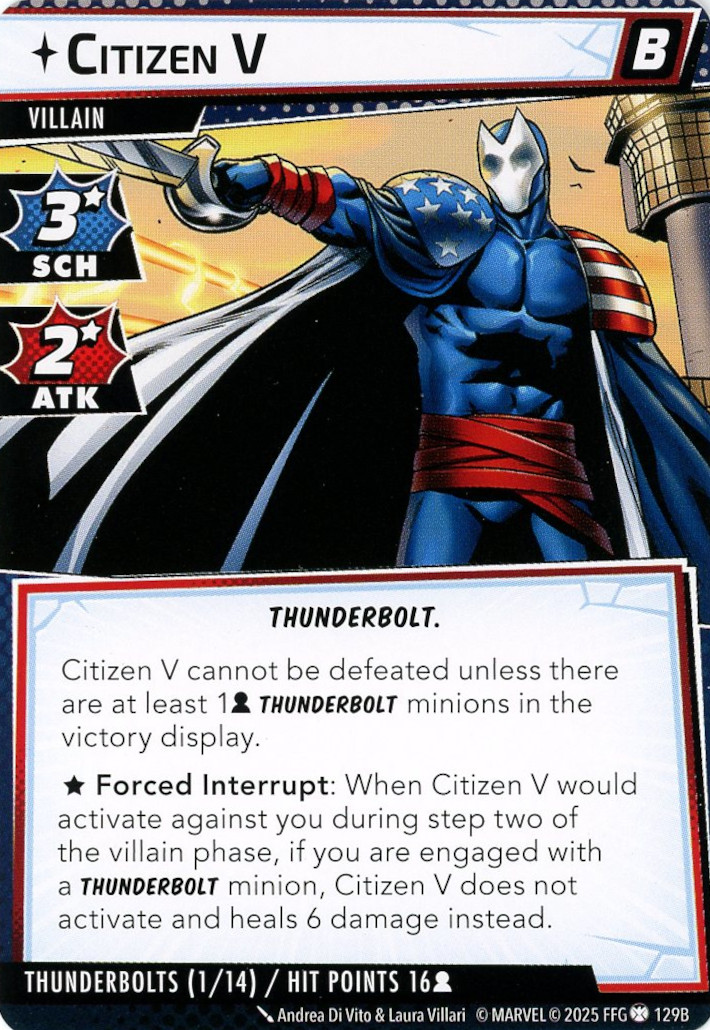 CITIZEN V
B
VILLAIN
3★
SCH
2★
ATK
THUNDERBOLT.
Citizen V cannot be defeated unless there
are at least 1 THUNDERBOLT minions in the
victory display.
★ Forced Interrupt: When Citizen V would
activate against you during step two of
the villain phase, if you are engaged with
a THUNDERBOLT minion, Citizen V does not
activate and heals 6 damage instead.
THUNDERBOLTS (1/14) / HIT POINTS 16
Andrea Di Vito & Laura Villari © MARVEL © 2025 FFG 129B